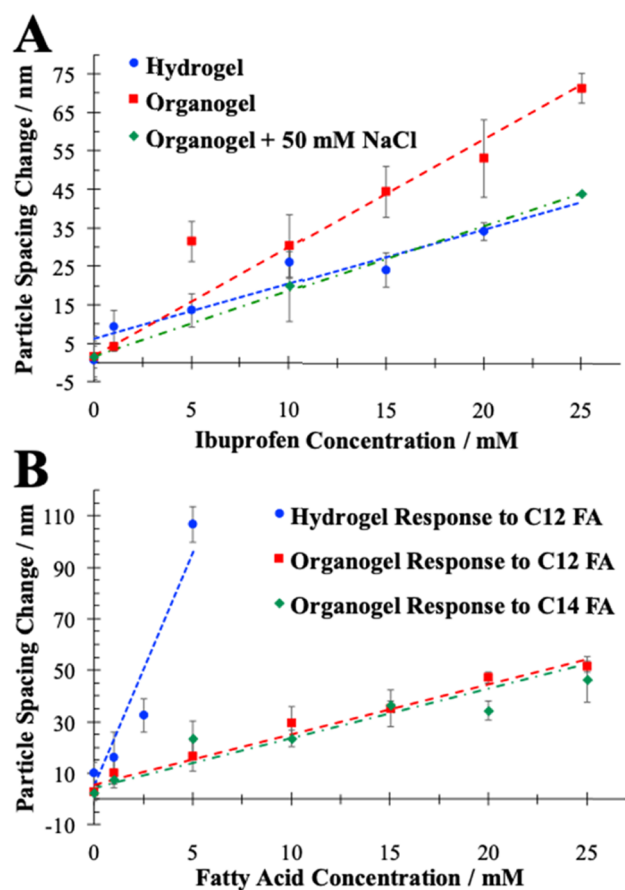 A
Hydrogel
Organogel
Organogel + 50 mM NaCl
Particle Spacing Change / nm
75
65
55
45
35
25
15
5
-5
0
5
10
15
20
25
Ibuprofen Concentration / mM
B
Hydrogel Response to C12 FA
Organogel Response to C12 FA
Organogel Response to C14 FA
Particle Spacing Change / nm
110
90
70
50
30
10
-10
0
5
10
15
20
25
Fatty Acid Concentration / mM